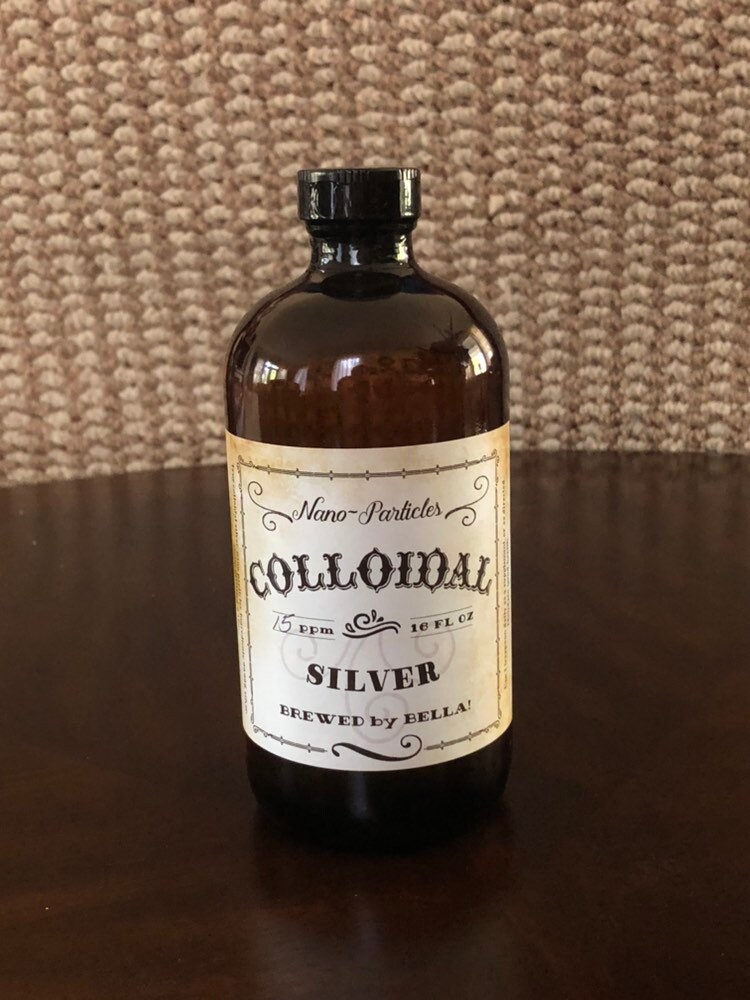 Nano-Particles
COLLOIDAL
15 ppm 16 FL OZ
SILVER
BREWED by BELLA!